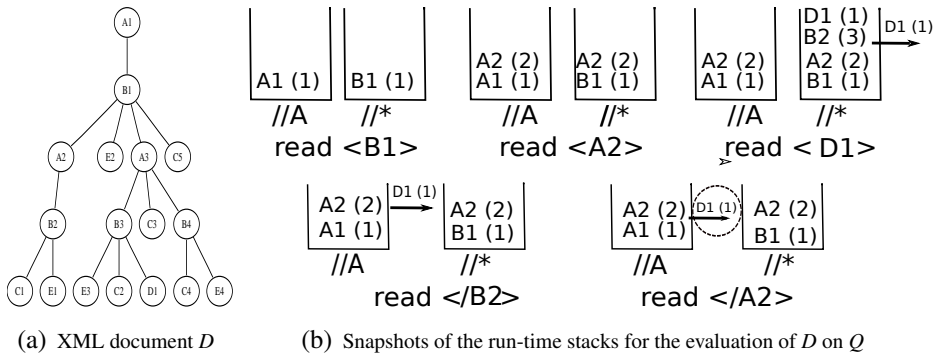 A1
B1
A2 E2 A3 C5
B2 B3 C3 B4
C1 E1 E3 C2 D1 C4 E4
(a) XML document D
A1 (1)
//A
B1 (1)
//*
read <B1>
A2 (2)
A1 (1)
//A
A2 (2)
B1 (1)
//*
read <A2>
A2 (2)
A1 (1)
//A
D1 (1)
B2 (3)
A2 (2)
B1 (1)
D1 (1)
//*
read < D1>
A2 (2)
A1 (1)
D1 (1)
//A
A2 (2)
B1 (1)
//*
read </B2>
A2 (2)
A1 (1)
D1 (1)
//A
A2 (2)
B1 (1)
//*
read </A2>
(b) Snapshots of the run-time stacks for the evaluation of D on Q